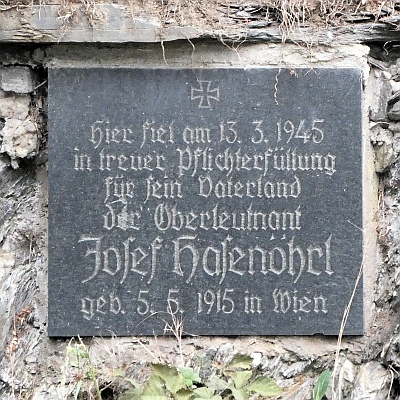 Hier fiel am 13. 3. 1945
in treuer Pflichterfüllung
für sein Vaterland
der Oberleutnant
Josef Hasenöhrl
geb. 5. 5. 1915 in Wien